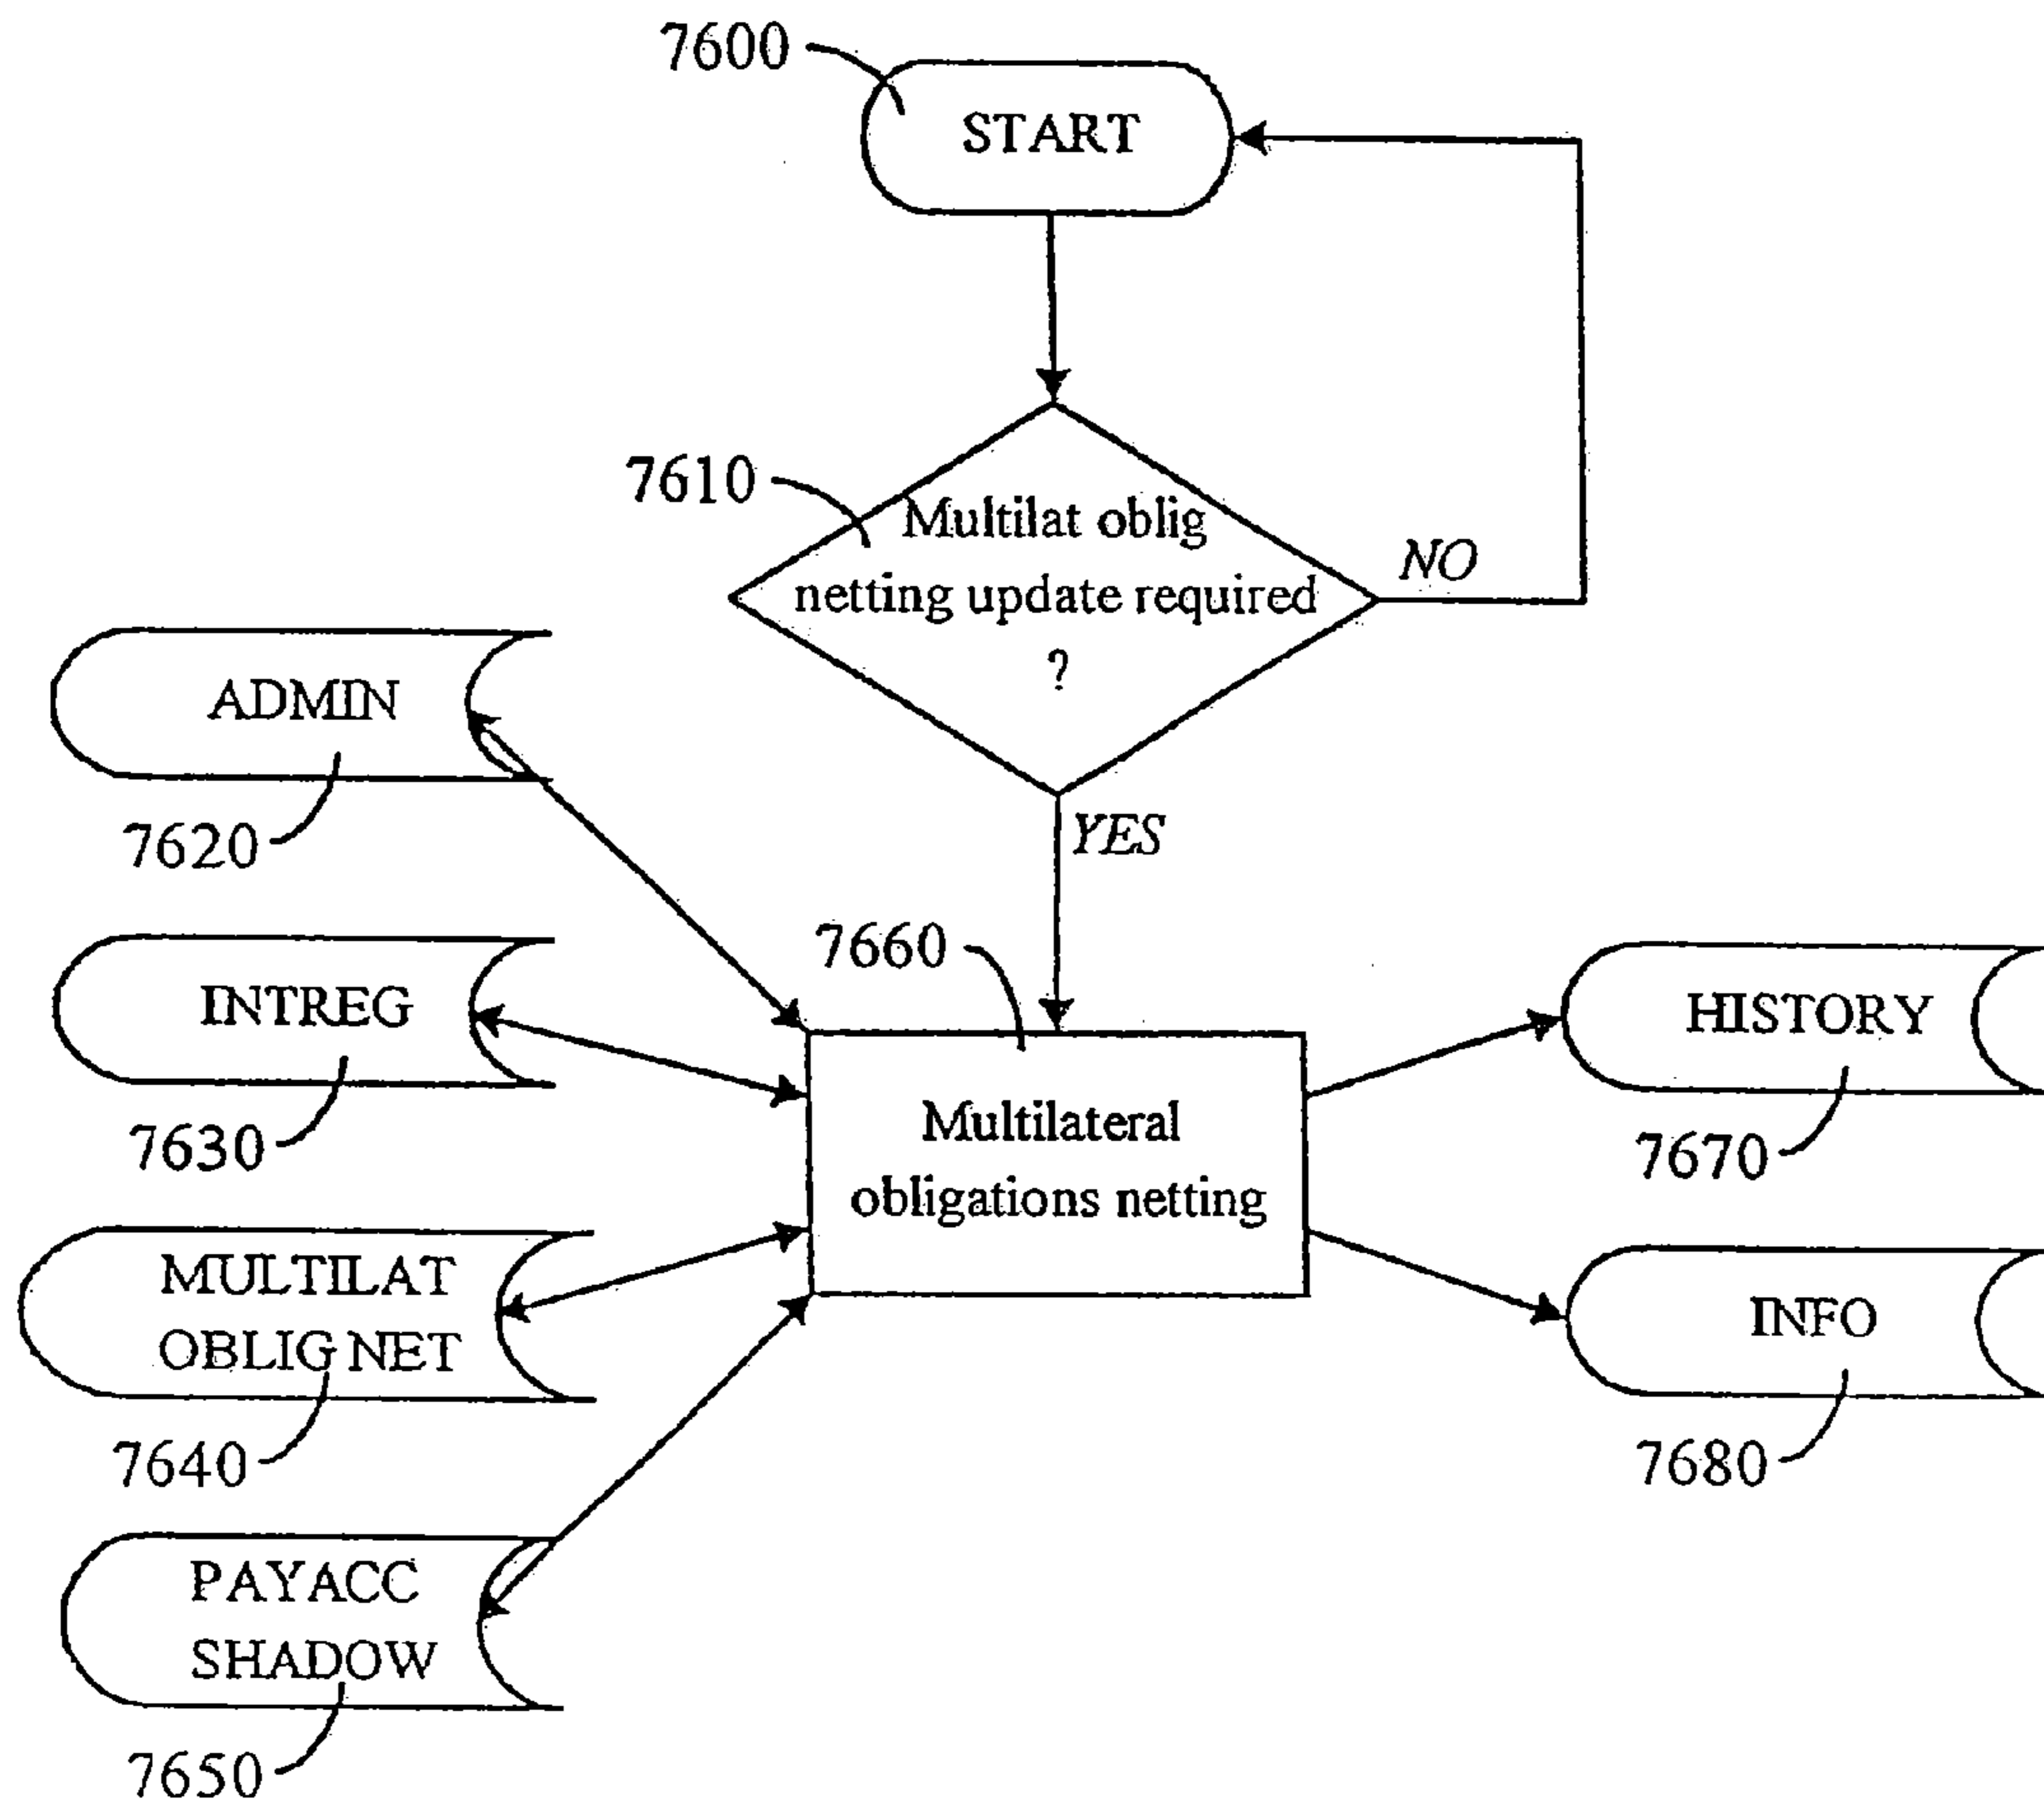 7600
START
7610
Multilat oblig
netting update required
?
NO
YES
ADMIN
7620
7660
INTREG
7630
HISTORY
7670
Multilateral
obligations netting
MULTILAT
OBLIG NET
7640
INFO
7680
PAYACC
SHADOW
7650